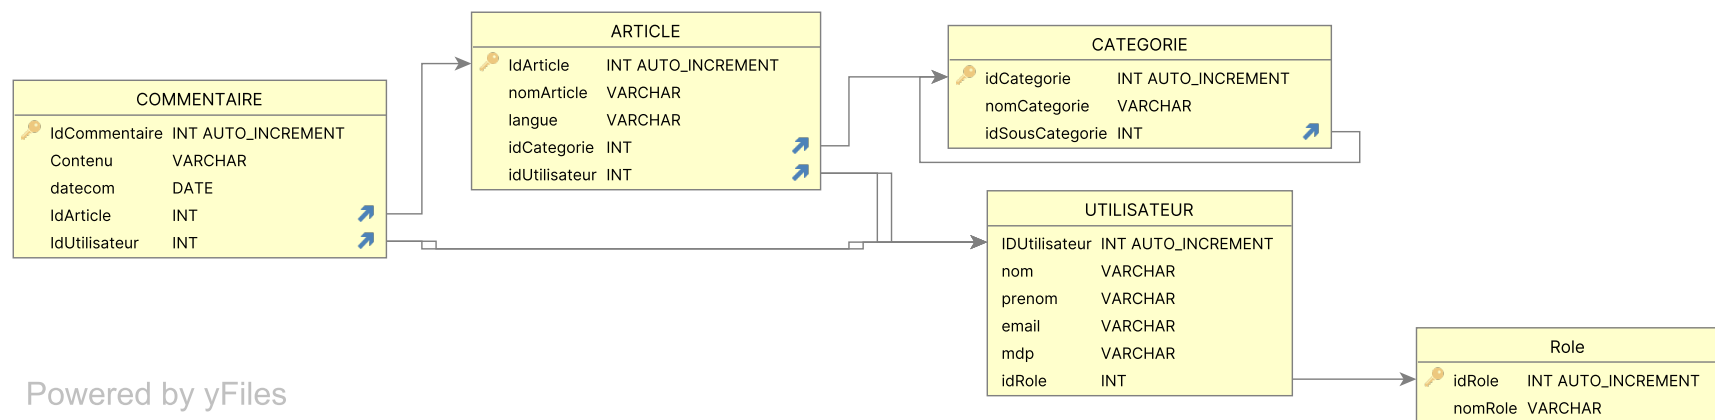 COMMENTAIRE
IdCommentaire INT AUTO_INCREMENT
Contenu VARCHAR
datecom DATE
IdArticle INT
IdUtilisateur INT
ARTICLE
IdArticle INT AUTO_INCREMENT
nomArticle VARCHAR
langue VARCHAR
idCategorie INT
idUtilisateur INT
CATEGORIE
idCategorie INT AUTO_INCREMENT
nomCategorie VARCHAR
idSousCategorie INT
UTILISATEUR
IDUtilisateur INT AUTO_INCREMENT
nom VARCHAR
prenom VARCHAR
email VARCHAR
mdp VARCHAR
idRole INT
Role
idRole INT AUTO_INCREMENT
nomRole VARCHAR
Powered by yFiles